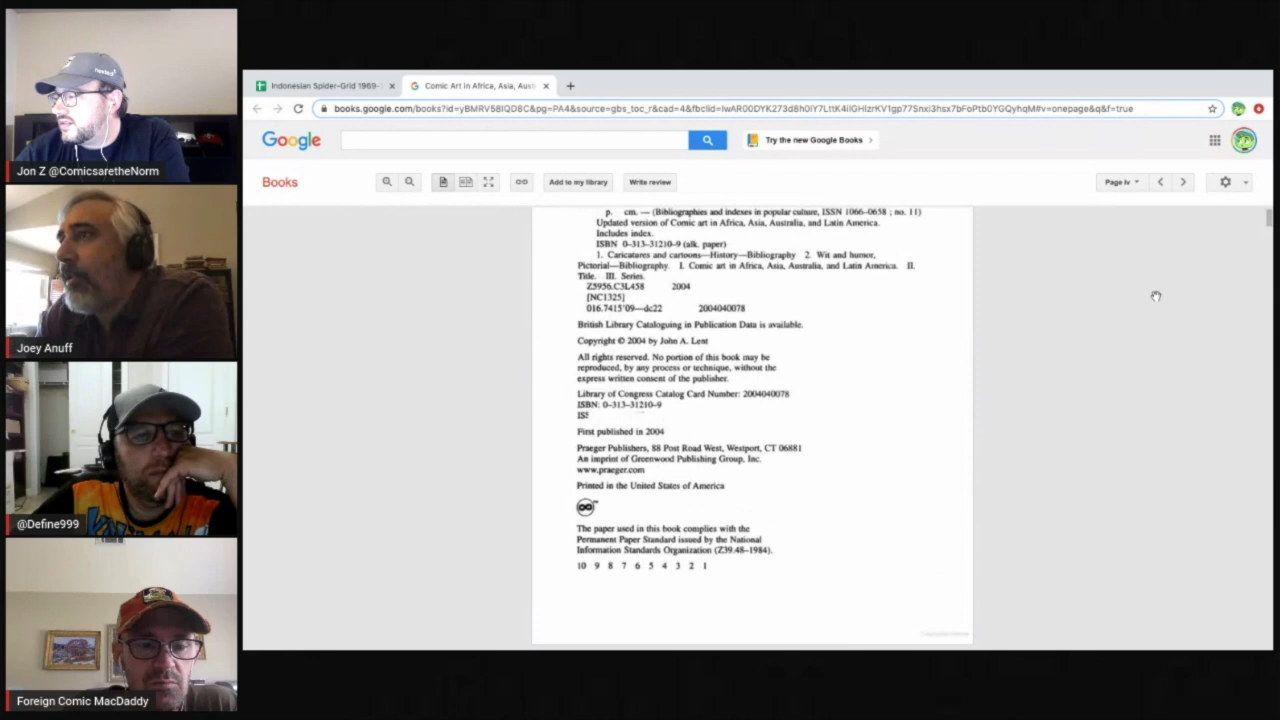 Jon Z @ComicsaretheNorm
Joey Anuff
@Define999
Foreign Comic MacDaddy
Indonesian Spider-Grid 1969-
Comic Art in Africa, Asia, Aust
Google
Try the new Google Books
Books
Add to my library
Write review
Page iv
p. cm. — (Bibliographies and indexes in popular culture, ISSN 1066–0658 ; no. 11)
Updated version of Comic art in Africa, Asia, Australia, and Latin America.
Includes index.
ISBN 0–313–31210–9 (alk. paper)
1. Caricatures and cartoons—History—Bibliography 2. Wit and humor,
Pictorial—Bibliography. I. Comic art in Africa, Asia, Australia, and Latin America. II.
Title. III. Series.
Z5956.C3L458 2004
[NC1325]
016.7415'09—dc22 2004040078
British Library Cataloguing in Publication Data is available.
Copyright © 2004 by John A. Lent
All rights reserved. No portion of this book may be
reproduced, by any process or technique, without the
express written consent of the publisher.
Library of Congress Catalog Card Number: 2004040078
ISBN: 0–313–31210–9
First published in 2004
Praeger Publishers, 88 Post Road West, Westport, CT 06881
An imprint of Greenwood Publishing Group, Inc.
www.praeger.com
Printed in the United States of America
The paper used in this book complies with the
Permanent Paper Standard issued by the National
Information Standards Organization (Z39.48–1984).
10 9 8 7 6 5 4 3 2 1